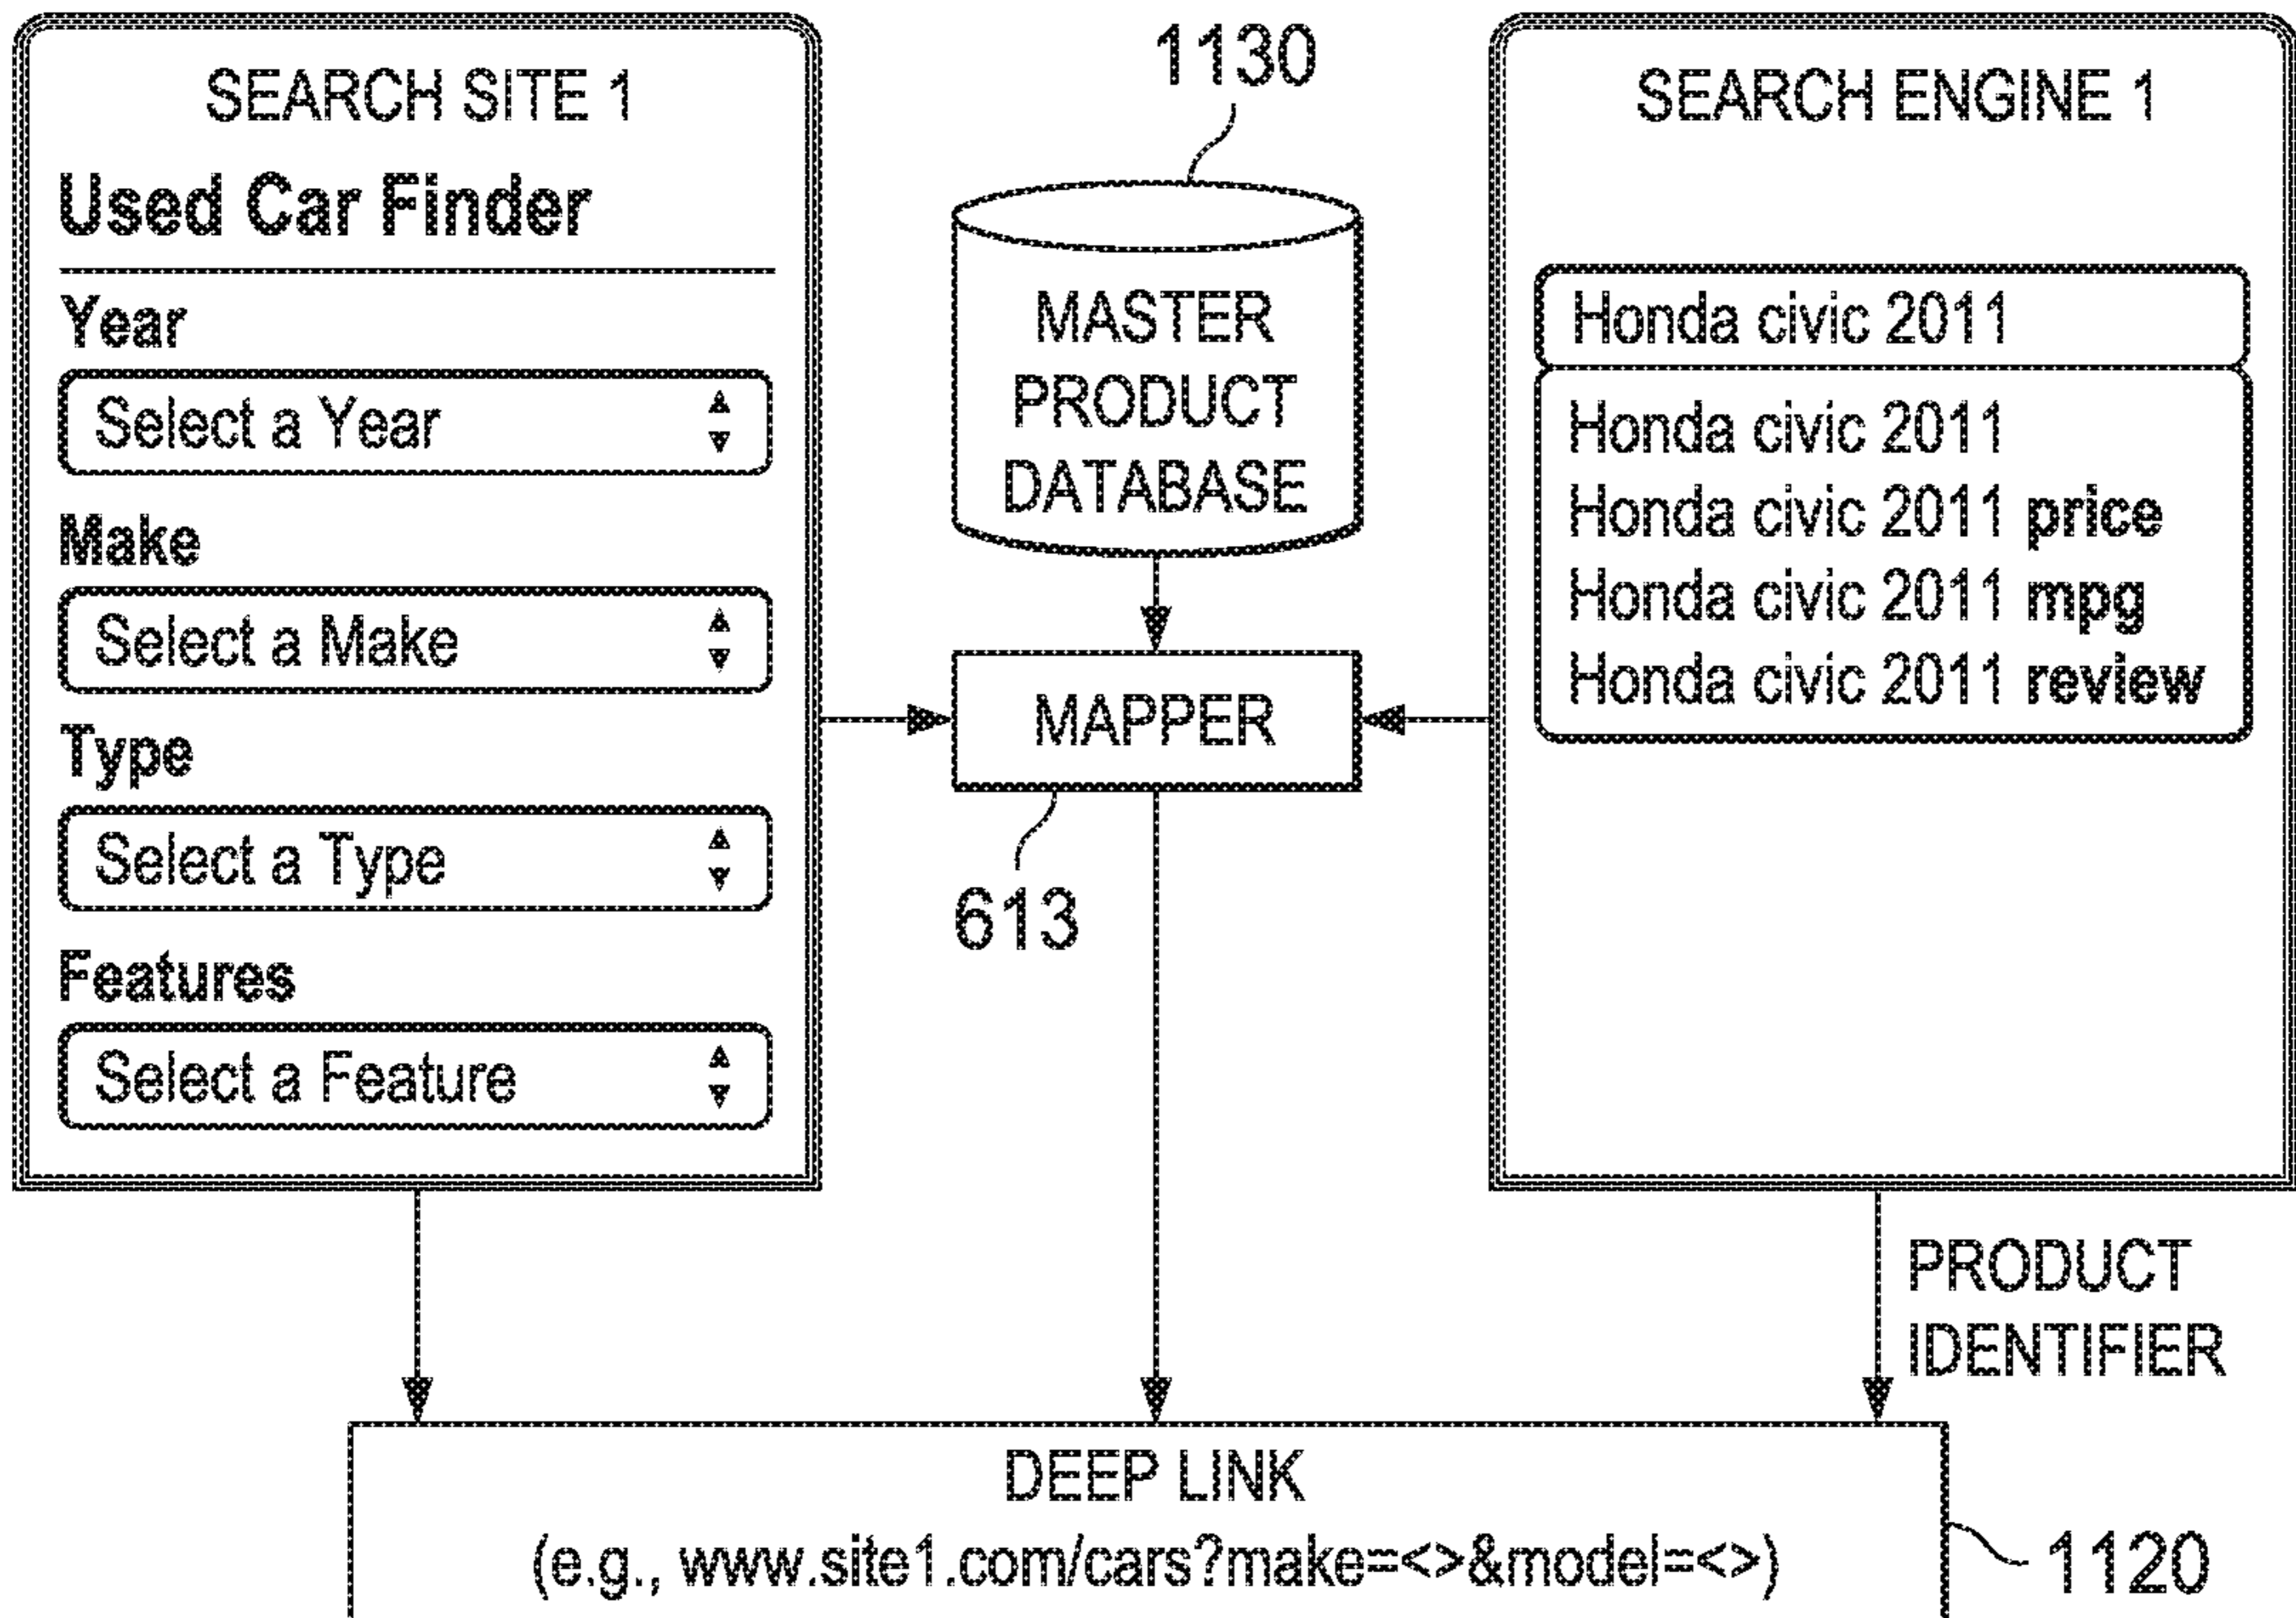 SEARCH SITE 1
Used Car Finder
Year
Select a Year
Make
Select a Make
Type
Select a Type
Features
Select a Feature
1130
MASTER
PRODUCT
DATABASE
MAPPER
613
SEARCH ENGINE 1
Honda civic 2011
Honda civic 2011
Honda civic 2011 price
Honda civic 2011 mpg
Honda civic 2011 review
PRODUCT
IDENTIFIER
DEEP LINK
(e.g., www.site1.com/cars?make=<>&model=<>)
1120